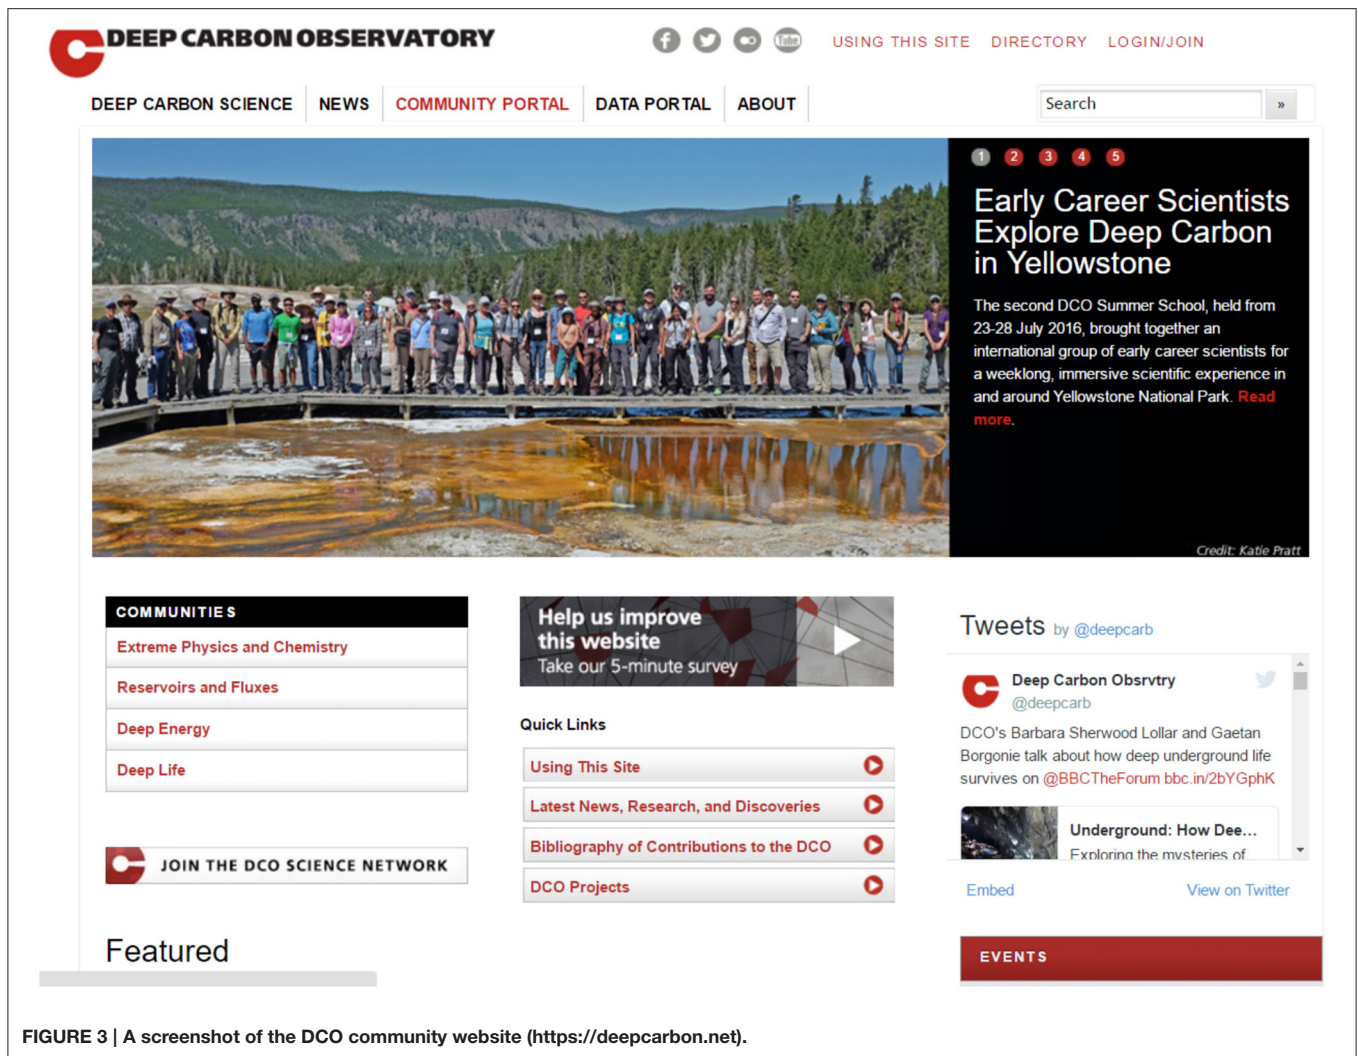 DEEP CARBON OBSERVATORY
f
You Tube
USING THIS SITE DIRECTORY LOGIN/JOIN
DEEP CARBON SCIENCE NEWS COMMUNITY PORTAL DATA PORTAL ABOUT
Search »
1 2 3 4 5
Early Career Scientists
Explore Deep Carbon
in Yellowstone
The second DCO Summer School, held from
23-28 July 2016, brought together an
international group of early career scientists for
a weeklong, immersive scientific experience in
and around Yellowstone National Park. Read
more.
Credit: Katie Pratt
COMMUNITIES
Extreme Physics and Chemistry
Reservoirs and Fluxes
Deep Energy
Deep Life
JOIN THE DCO SCIENCE NETWORK
Featured
Help us improve
this website
Take our 5-minute survey
Quick Links
Using This Site
Latest News, Research, and Discoveries
Bibliography of Contributions to the DCO
DCO Projects
Tweets by @deepcarb
Deep Carbon Obsrvtry
@deepcarb
DCO's Barbara Sherwood Lollar and Gaetan
Borgonie talk about how deep underground life
survives on @BBCTheForum bbc.in/2bYGphK
Underground: How Dee...
Exploring the mysteries of
Embed View on Twitter
EVENTS
FIGURE 3 | A screenshot of the DCO community website (https://deepcarbon.net).